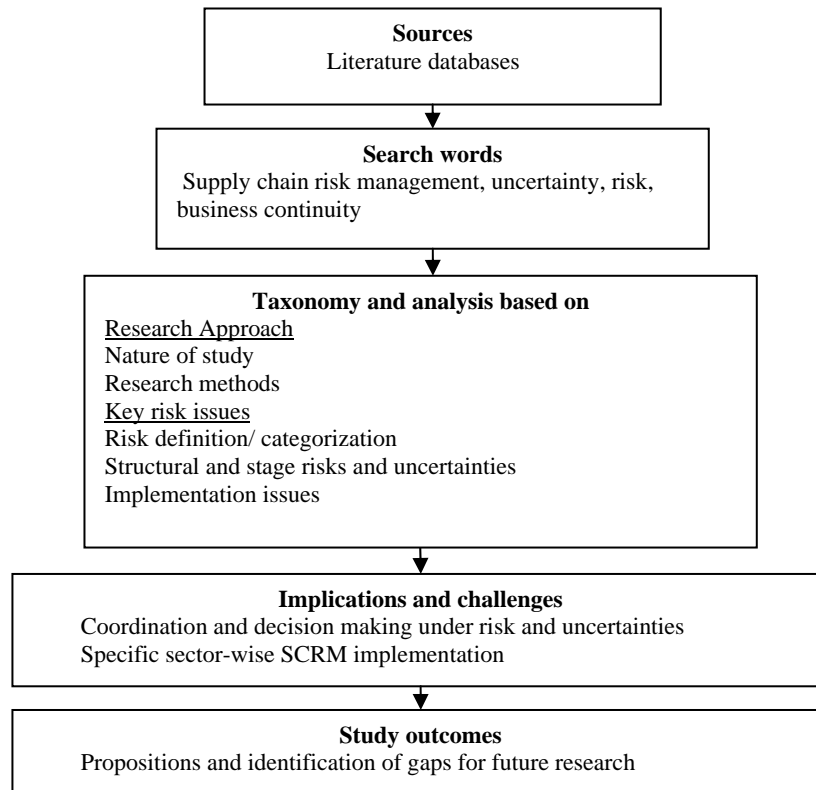 Sources
Literature databases
Search words
Supply chain risk management, uncertainty, risk,
business continuity
Taxonomy and analysis based on
Research Approach
Nature of study
Research methods
Key risk issues
Risk definition/ categorization
Structural and stage risks and uncertainties
Implementation issues
Implications and challenges
Coordination and decision making under risk and uncertainties
Specific sector-wise SCRM implementation
Study outcomes
Propositions and identification of gaps for future research